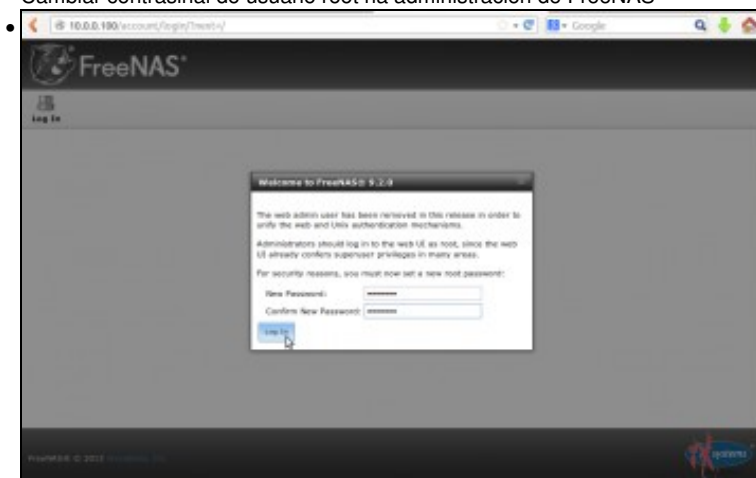 Cambiar contrasinal do usuario root na administración do FreeNAS
10.0.0.100/account/login/?next=/
Google
FreeNAS®
Log In
Welcome to FreeNAS® 9.2.0
The web admin user has been removed in this release in order to
unify the web and Unix authentication mechanisms.
Administrators should log in to the web UI as root, since the web
UI already confers superuser privileges in many areas.
For security reasons, you must now set a new root password:
New Password:
Confirm New Password:
Log In
FreeNAS® © 2013
systems